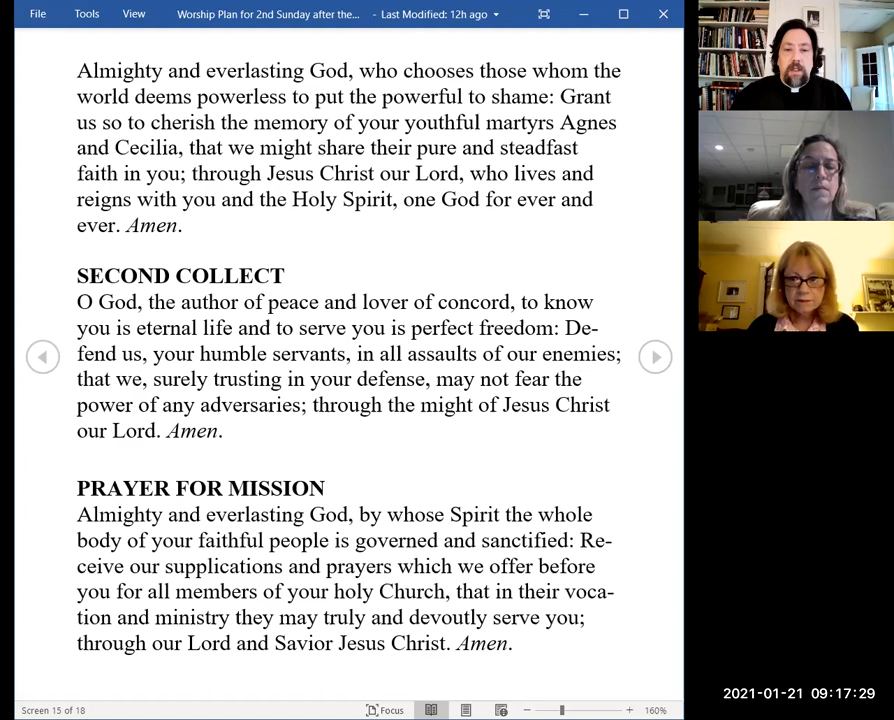 File Tools View Worship Plan for 2nd Sunday after the... - Last Modified: 12h ago
Almighty and everlasting God, who chooses those whom the
world deems powerless to put the powerful to shame: Grant
us so to cherish the memory of your youthful martyrs Agnes
and Cecilia, that we might share their pure and steadfast
faith in you; through Jesus Christ our Lord, who lives and
reigns with you and the Holy Spirit, one God for ever and
ever. Amen.
SECOND COLLECT
O God, the author of peace and lover of concord, to know
you is eternal life and to serve you is perfect freedom: De-
fend us, your humble servants, in all assaults of our enemies;
that we, surely trusting in your defense, may not fear the
power of any adversaries; through the might of Jesus Christ
our Lord. Amen.
PRAYER FOR MISSION
Almighty and everlasting God, by whose Spirit the whole
body of your faithful people is governed and sanctified: Re-
ceive our supplications and prayers which we offer before
you for all members of your holy Church, that in their voca-
tion and ministry they may truly and devoutly serve you;
through our Lord and Savior Jesus Christ. Amen.
2021-01-21 09:17:29
Screen 15 of 18 Focus 160%